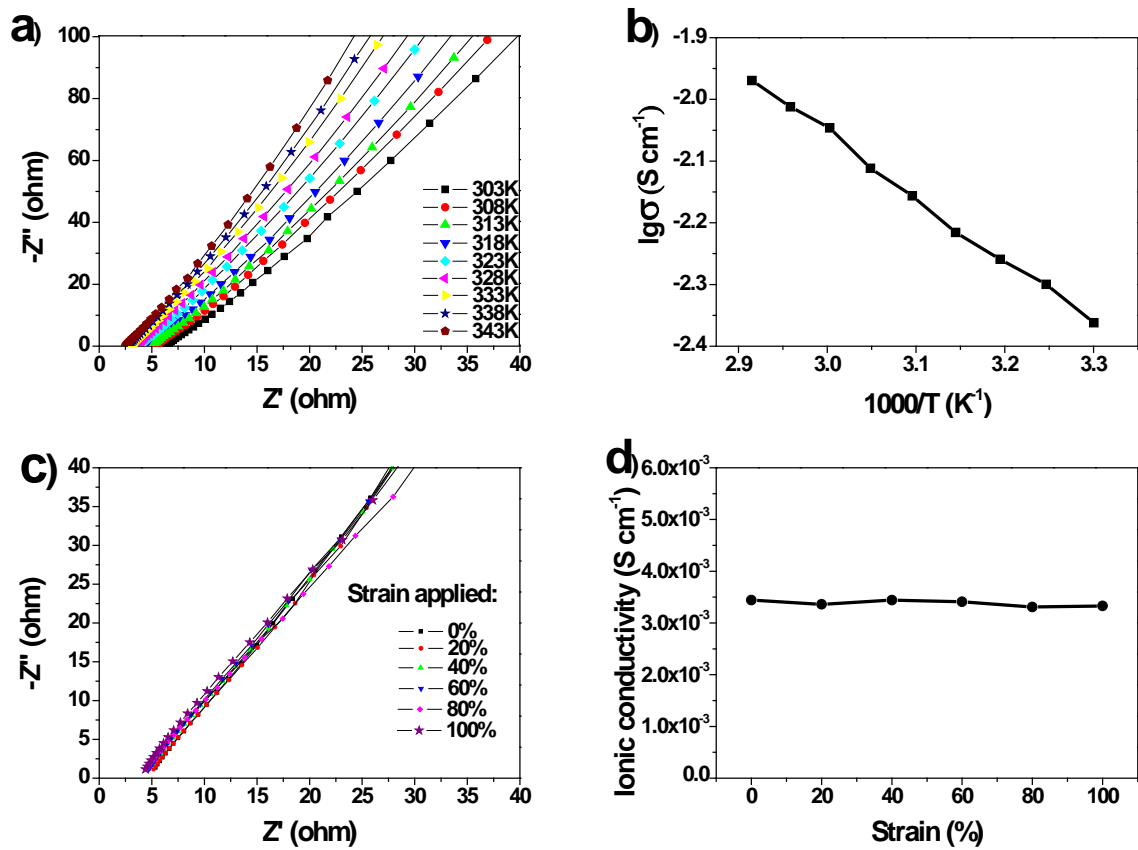 a)
100
80
60
40
20
0
-Z'' (ohm)
0 5 10 15 20 25 30 35 40
Z' (ohm)
303K
308K
313K
318K
323K
328K
333K
338K
343K
b)
-1.9
-2.0
-2.1
-2.2
-2.3
-2.4
lgσ (S cm⁻¹)
2.9 3.0 3.1 3.2 3.3
1000/T (K⁻¹)
c)
40
35
30
25
20
15
10
5
0
-Z'' (ohm)
0 5 10 15 20 25 30 35 40
Z' (ohm)
Strain applied:
0%
20%
40%
60%
80%
100%
d)
6.0x10⁻³
5.0x10⁻³
4.0x10⁻³
3.0x10⁻³
2.0x10⁻³
1.0x10⁻³
0.0
Ionic conductivity (S cm⁻¹)
0 20 40 60 80 100
Strain (%)